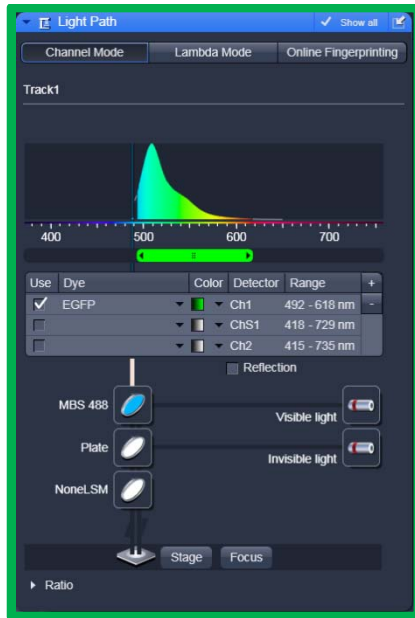 Light Path Show all
Channel Mode Lambda Mode Online Fingerprinting
Track1
400 500 600 700
Use Dye Color Detector Range +
EGFP Ch1 492 - 618 nm -
ChS1 418 - 729 nm
Ch2 415 - 735 nm
Reflection
MBS 488
Visible light
Plate
Invisible light
NoneLSM
Stage Focus
Ratio